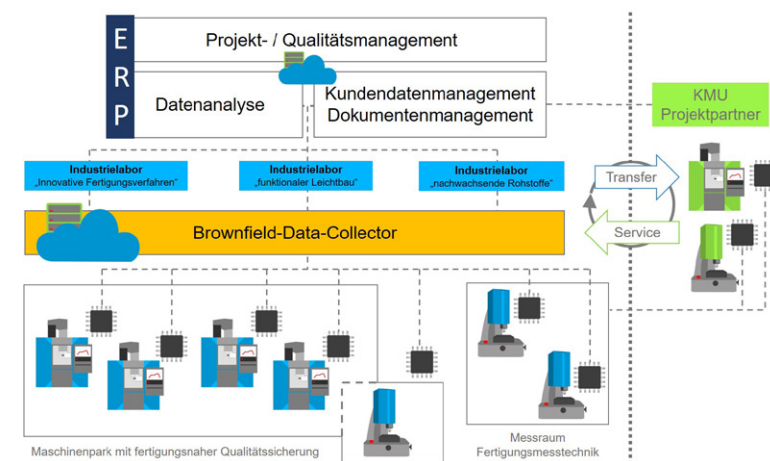 ERP
Projekt- / Qualitätsmanagement
Datenanalyse
Kundendatenmanagement
Dokumentenmanagement
KMU
Projektpartner
Industrielabor
„Innovative Fertigungsverfahren"
Industrielabor
„funktionaler Leichtbau"
Industrielabor
„nachwachsende Rohstoffe"
Transfer
Service
Brownfield-Data-Collector
Maschinenpark mit fertigungsnaher Qualitätssicherung
Messraum
Fertigungsmesstechnik